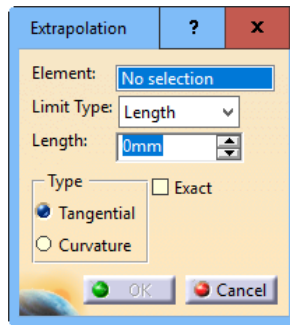 Extrapolation ? x
Element: No selection
Limit Type: Length
Length: 0mm
Type
Exact
Tangential
Curvature
OK Cancel